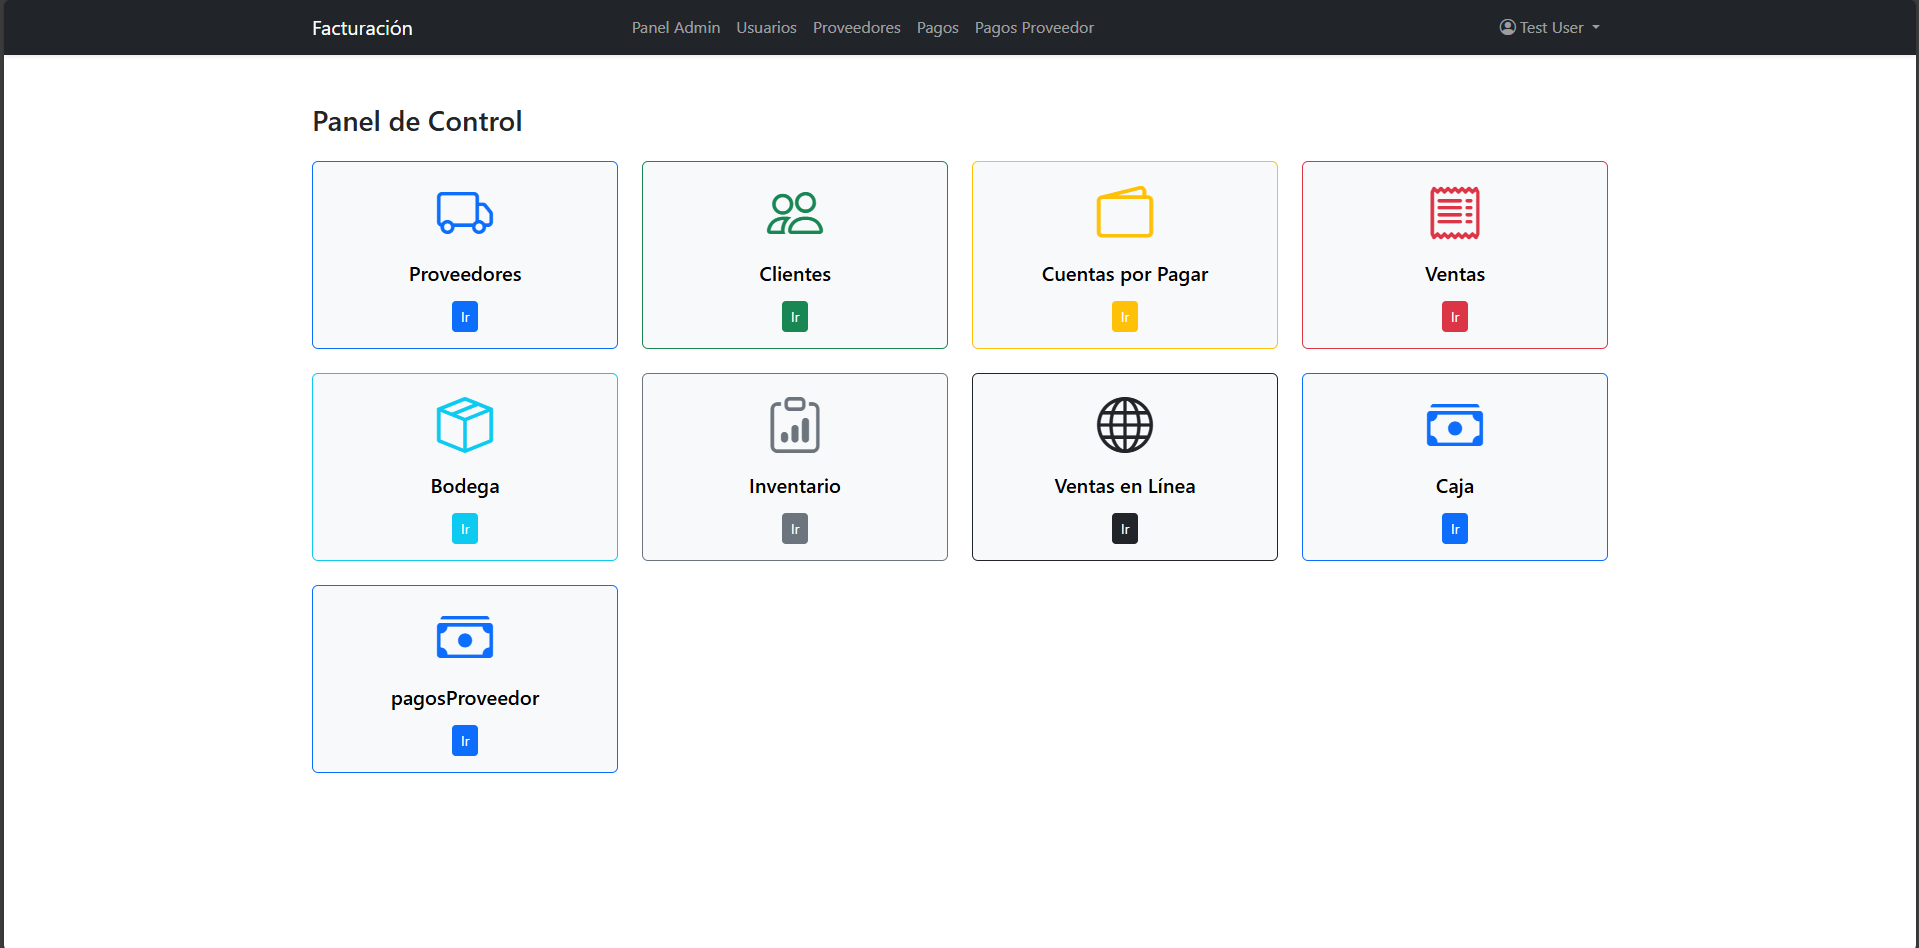 Facturación
Panel Admin Usuarios Proveedores Pagos Pagos Proveedor
Test User
Panel de Control
Proveedores
Ir
Clientes
Ir
Cuentas por Pagar
Ir
Ventas
Ir
Bodega
Ir
Inventario
Ir
Ventas en Línea
Ir
Caja
Ir
pagosProveedor
Ir